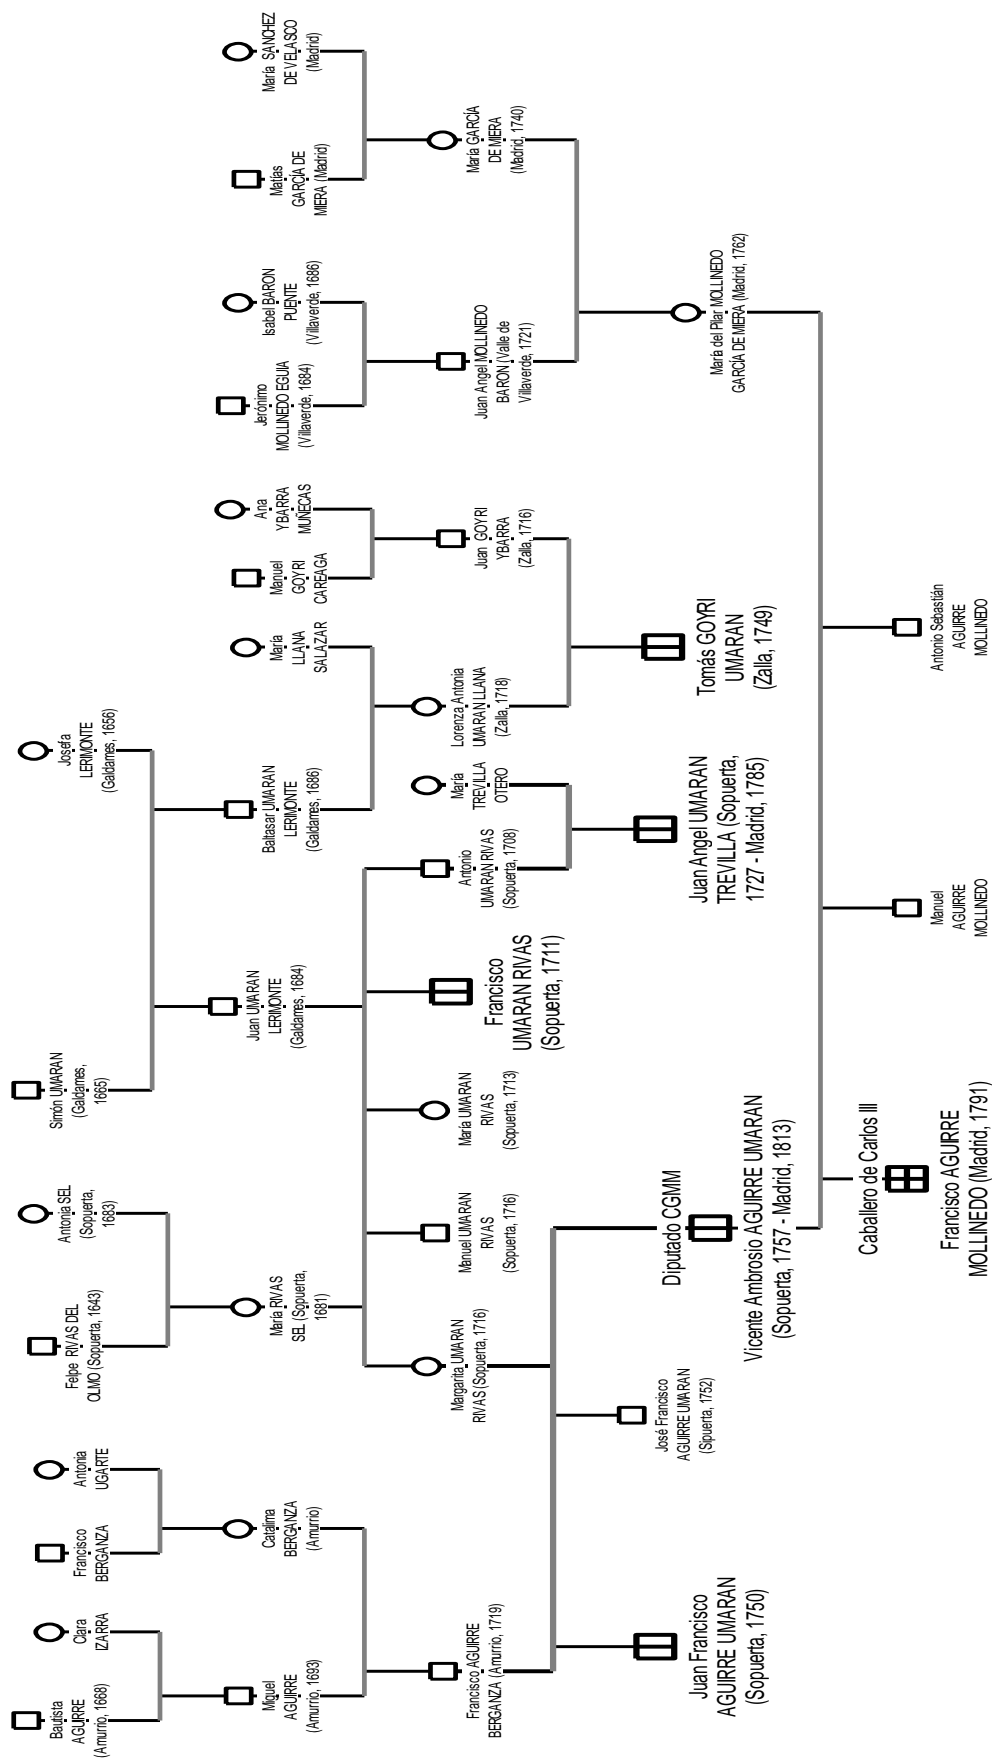 Bautista
AGUIRRE
(Amurrio, 1668)
Clara
IZARRA
Francisco
BERGANZA
Antonia
UGARTE
Felpe RIVAS DEL
OLMO (Sopuerta, 1643)
Antonia SEL
(Sopuerta,
1683)
Simón UMARAN
(Galdames,
1665)
Josefa
LERIMONTE
(Galdames, 1656)
Miguel
AGUIRRE
(Amurrio, 1693)
Catalima
BERGANZA
(Amurrio)
María RIVAS
SEL (Sopuerta,
1681)
Juan UMARAN
LERIMONTE
(Galdames, 1684)
Baltasar UMARAN
LERIMONTE
(Galdames, 1686)
María
LLANA
SALAZAR
Manuel
GOYRI
CAREAGA
Ana
YBARRA
MUÑECAS
Jerónimo
MOLLINEDO EGUIA
(Villaverde, 1684)
Isabel BARON
PUENTE
(Villaverde, 1686)
Matías
GARCÍA DE
MIERA (Madrid)
María SANCHEZ
DE VELASCO
(Madrid)
Francisco AGUIRRE
BERGANZA (Amurrio, 1719)
Margarita UMARAN
RIVAS (Sopuerta, 1716)
Manuel UMARAN
RIVAS
(Sopuerta, 1716)
María UMARAN
RIVAS
(Sopuerta, 1713)
Francisco
UMARAN RIVAS
(Sopuerta, 1711)
Antonio
UMARAN RIVAS
(Sopuerta, 1708)
María
TREVILLA
OTERO
Lorenza Antonia
UMARAN LLANA
(Zalla, 1718)
Juan GOYRI
YBARRA
(Zalla, 1716)
Juan Angel MOLLINEDO
BARON (Valle de
Villaverde, 1721)
María GARCÍA
DE MIERA
(Madrid, 1740)
Juan Francisco
AGUIRRE UMARAN
(Sopuerta, 1750)
José Francisco
AGUIRRE UMARAN
(Sipuerta, 1752)
Diputado CGMM
Vicente Ambrosio AGUIRRE UMARAN
(Sopuerta, 1757 - Madrid, 1813)
Juan Angel UMARAN
TREVILLA (Sopuerta,
1727 - Madrid, 1785)
Tomás GOYRI
UMARAN
(Zalla, 1749)
María del Pilar MOLLINEDO
GARCÍA DE MIERA (Madrid, 1762)
Caballero de Carlos III
Francisco AGUIRRE
MOLLINEDO (Madrid, 1791)
Manuel
AGUIRRE
MOLLINEDO
Antonio Sebastián
AGUIRRE
MOLLINEDO